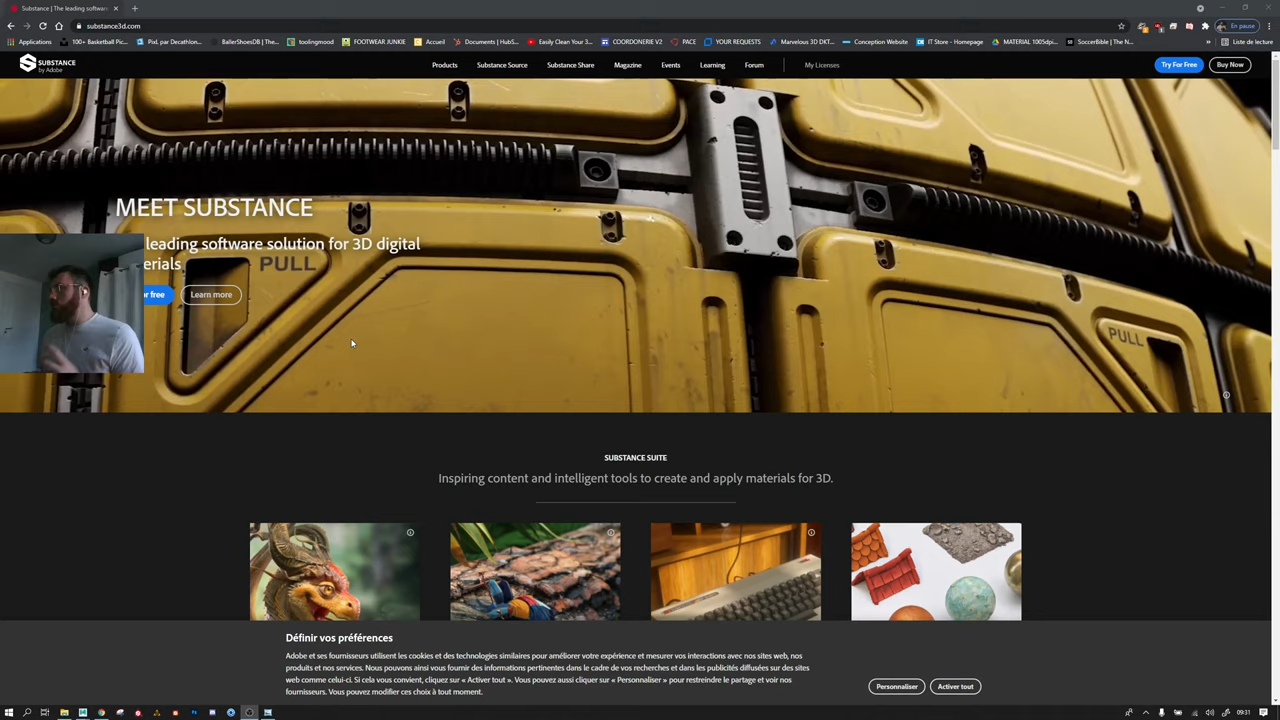 Substance | The leading software
substance3d.com
En pause
Applications
100+ Basketball Pic...
PixL par Decathlon...
BallerShoesDB | The...
toolingmood
FOOTWEAR JUNKIE
Accueil
Documents | HubS...
Easily Clean Your 3...
COORDONERIE V2
PACE
YOUR REQUESTS
Marvelous 3D DKT...
Conception Website
IT Store - Homepage
MATERIAL 1005dpi...
SoccerBible | The N...
»
Liste de lecture
SUBSTANCE
by Adobe
Products
Substance Source
Substance Share
Magazine
Events
Learning
Forum
My Licenses
Try For Free
Buy Now
MEET SUBSTANCE
leading software solution for 3D digital
erials.
PULL
or free
Learn more
PULL
SUBSTANCE SUITE
Inspiring content and intelligent tools to create and apply materials for 3D.
Définir vos préférences
Adobe et ses fournisseurs utilisent les cookies et des technologies similaires pour améliorer votre expérience et mesurer vos interactions avec nos sites web, nos
produits et nos services. Nous pouvons ainsi vous fournir des informations pertinentes dans le cadre de vos recherches et dans les publicités diffusées sur des sites
web comme celui-ci. Si cela vous convient, cliquez sur « Activer tout ». Vous pouvez aussi cliquer sur « Personnaliser » pour restreindre le partage et voir nos
fournisseurs. Vous pouvez modifier ces choix à tout moment.
Personnaliser
Activer tout
09:31